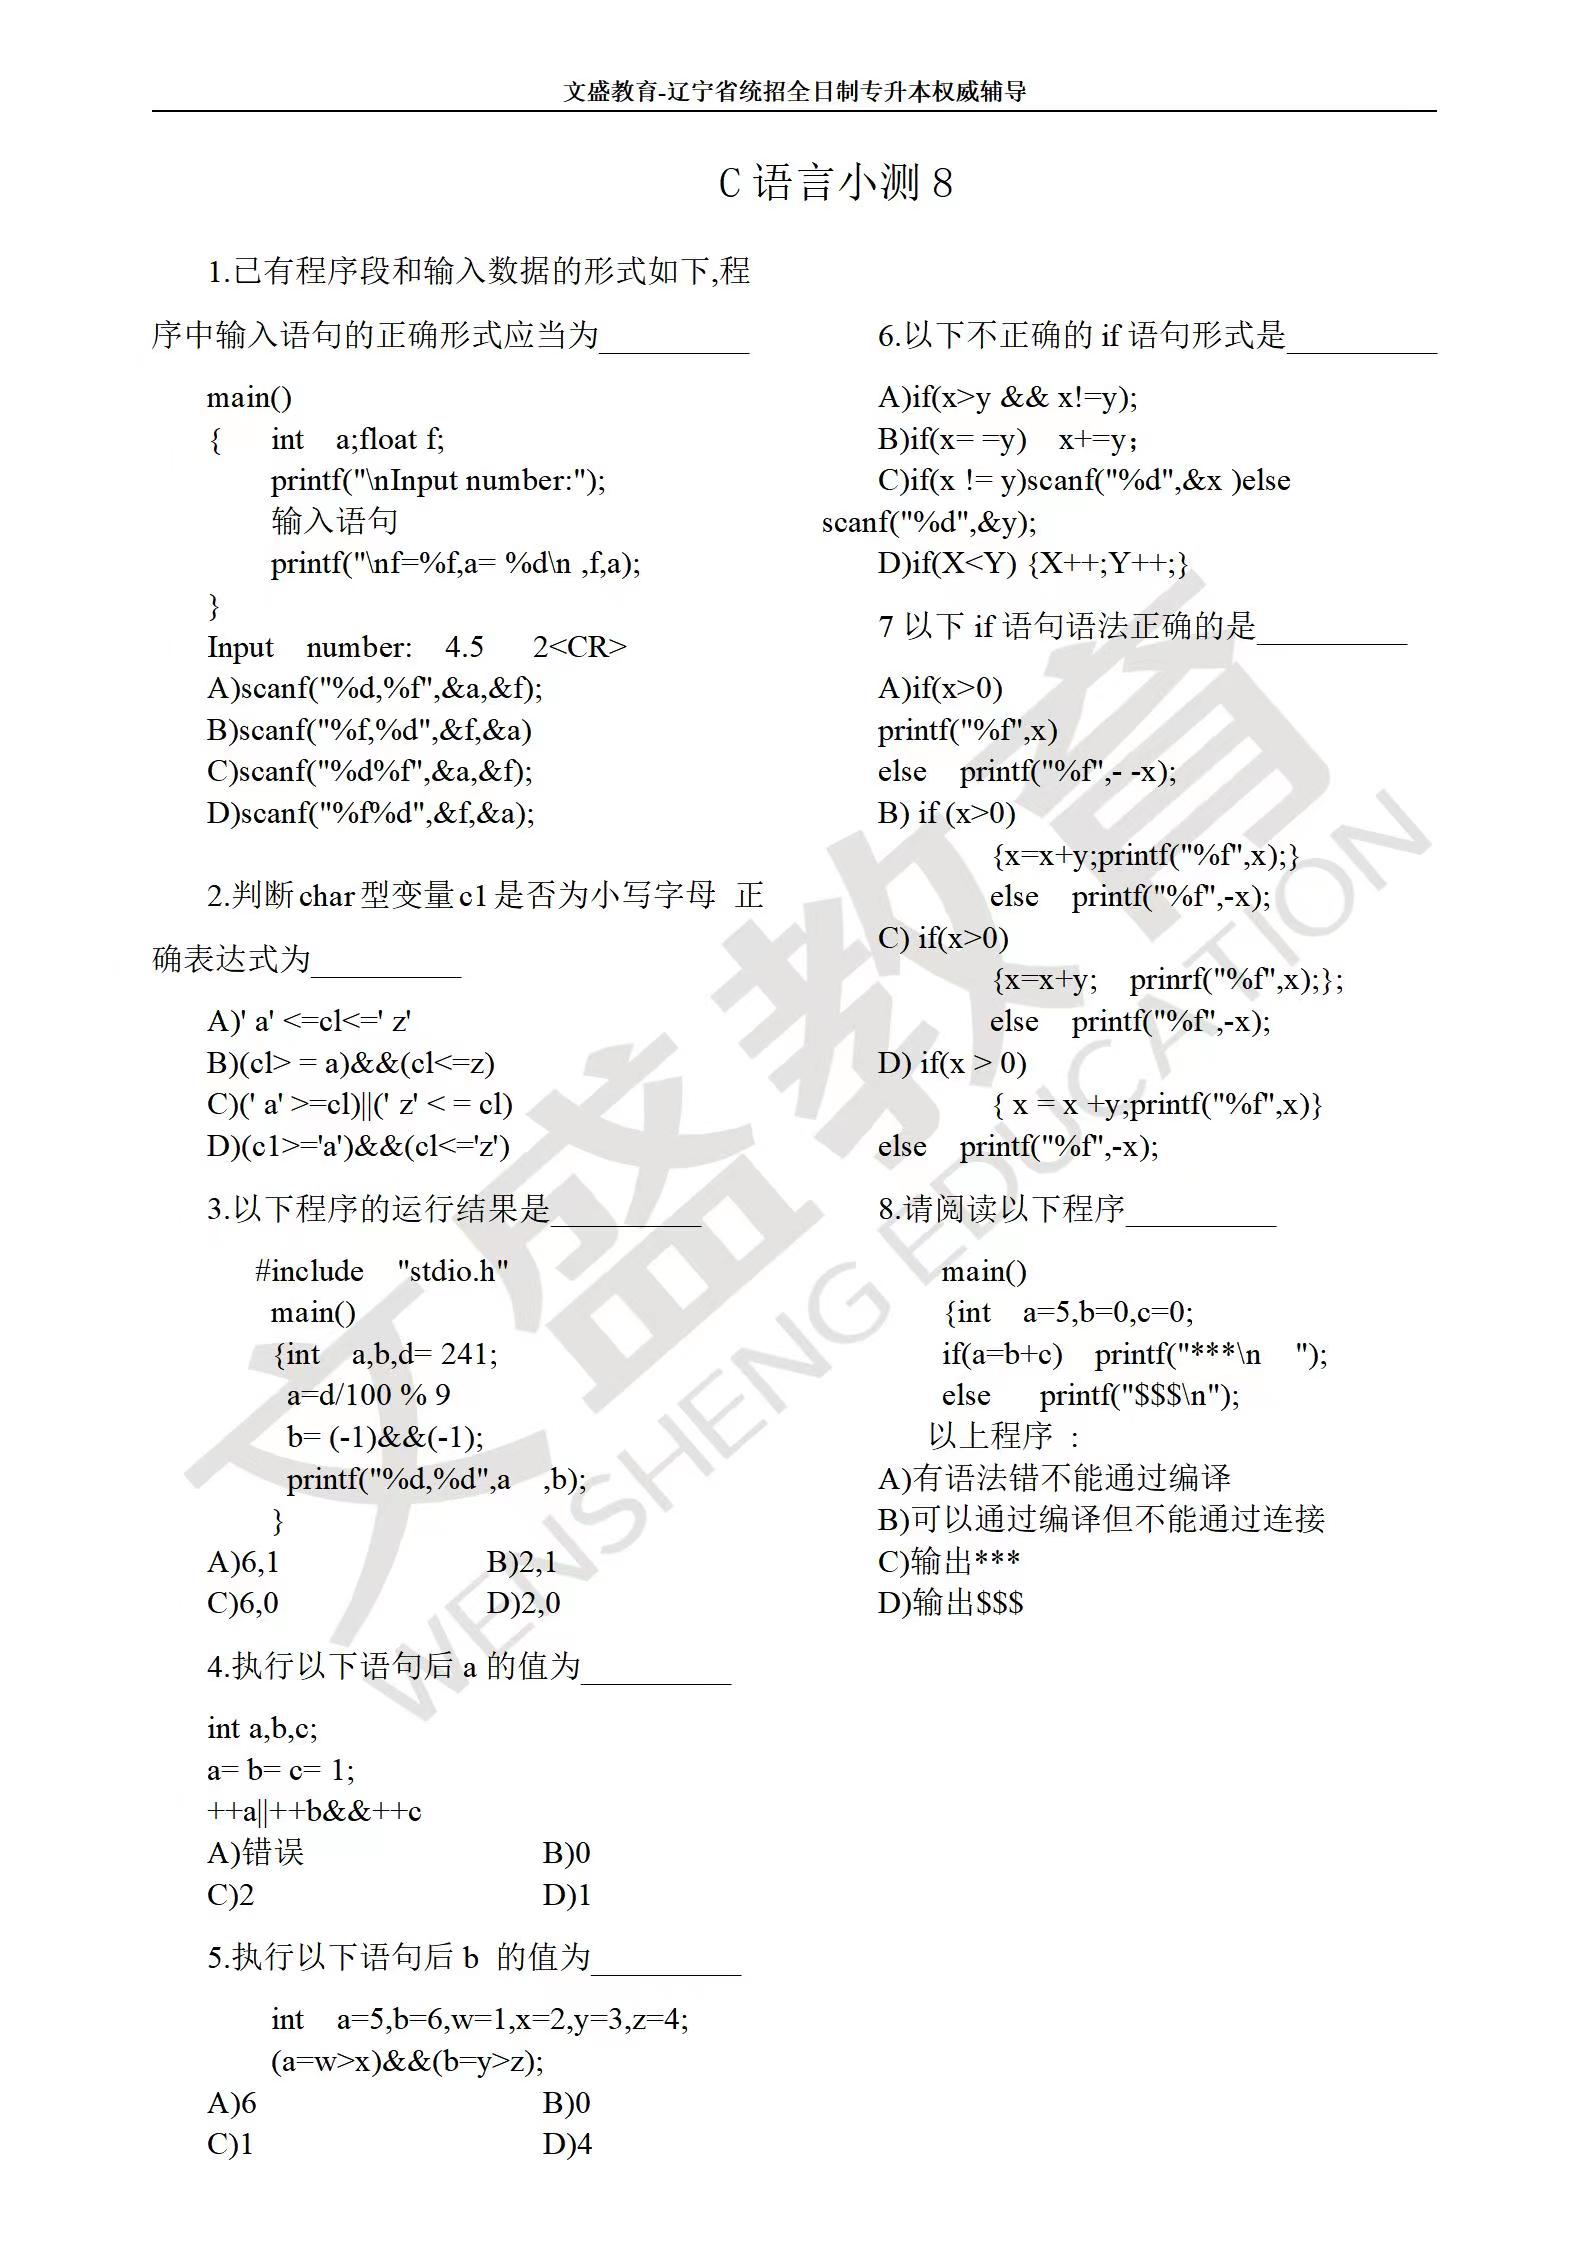 文盛教育-辽宁省统招全日制专升本权威辅导
C 语言小测 8
1.已有程序段和输入数据的形式如下,程
序中输入语句的正确形式应当为_________
main()
{ int a;float f;
printf("\nInput number:");
输入语句
printf("\nf=%f,a= %d\n ,f,a);
}
Input number: 4.5 2<CR>
A)scanf("%d,%f",&a,&f);
B)scanf("%f,%d",&f,&a)
C)scanf("%d%f",&a,&f);
D)scanf("%f%d",&f,&a);
2.判断 char 型变量 c1 是否为小写字母 正
确表达式为_________
A)' a' <=cl<=' z'
B)(cl> = a)&&(cl<=z)
C)(' a' >=cl)||(' z' < = cl)
D)(c1>='a')&&(cl<='z')
3.以下程序的运行结果是_________
#include "stdio.h"
main()
{int a,b,d= 241;
a=d/100 % 9
b= (-1)&&(-1);
printf("%d,%d",a ,b);
}
A)6,1 B)2,1
C)6,0 D)2,0
4.执行以下语句后 a 的值为_________
int a,b,c;
a= b= c= 1;
++a||++b&&++c
A)错误 B)0
C)2 D)1
5.执行以下语句后 b 的值为_________
int a=5,b=6,w=1,x=2,y=3,z=4;
(a=w>x)&&(b=y>z);
A)6 B)0
C)1 D)4
6.以下不正确的 if 语句形式是_________
A)if(x>y && x!=y);
B)if(x= =y) x+=y；
C)if(x != y)scanf("%d",&x )else
scanf("%d",&y);
D)if(X<Y) {X++;Y++;}
7 以下 if 语句语法正确的是_________
A)if(x>0)
printf("%f",x)
else printf("%f",- -x);
B) if (x>0)
{x=x+y;printf("%f",x);}
else printf("%f",-x);
C) if(x>0)
{x=x+y; prinrf("%f",x);};
else printf("%f",-x);
D) if(x > 0)
{ x = x +y;printf("%f",x)}
else printf("%f",-x);
8.请阅读以下程序_________
main()
{int a=5,b=0,c=0;
if(a=b+c) printf("***\n ");
else printf("$$$\n");
以上程序 :
A)有语法错不能通过编译
B)可以通过编译但不能通过连接
C)输出***
D)输出$$$
文盛教育
WENSHENG EDUCATION